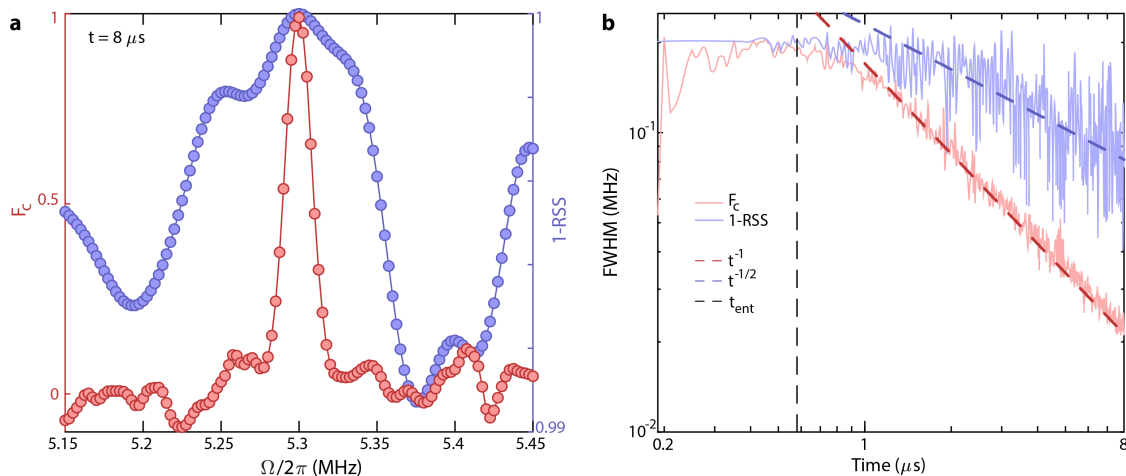 a
t = 8 μs
F_c
1
0.5
0
1
1-RSS
0.99
5.15
5.2
5.25
5.3
5.35
5.4
5.45
Ω/2π (MHz)
b
FWHM (MHz)
10^-1
10^-2
F_c
1-RSS
t^-1
t^-1/2
t_ent
0.2
1
8
Time (μs)